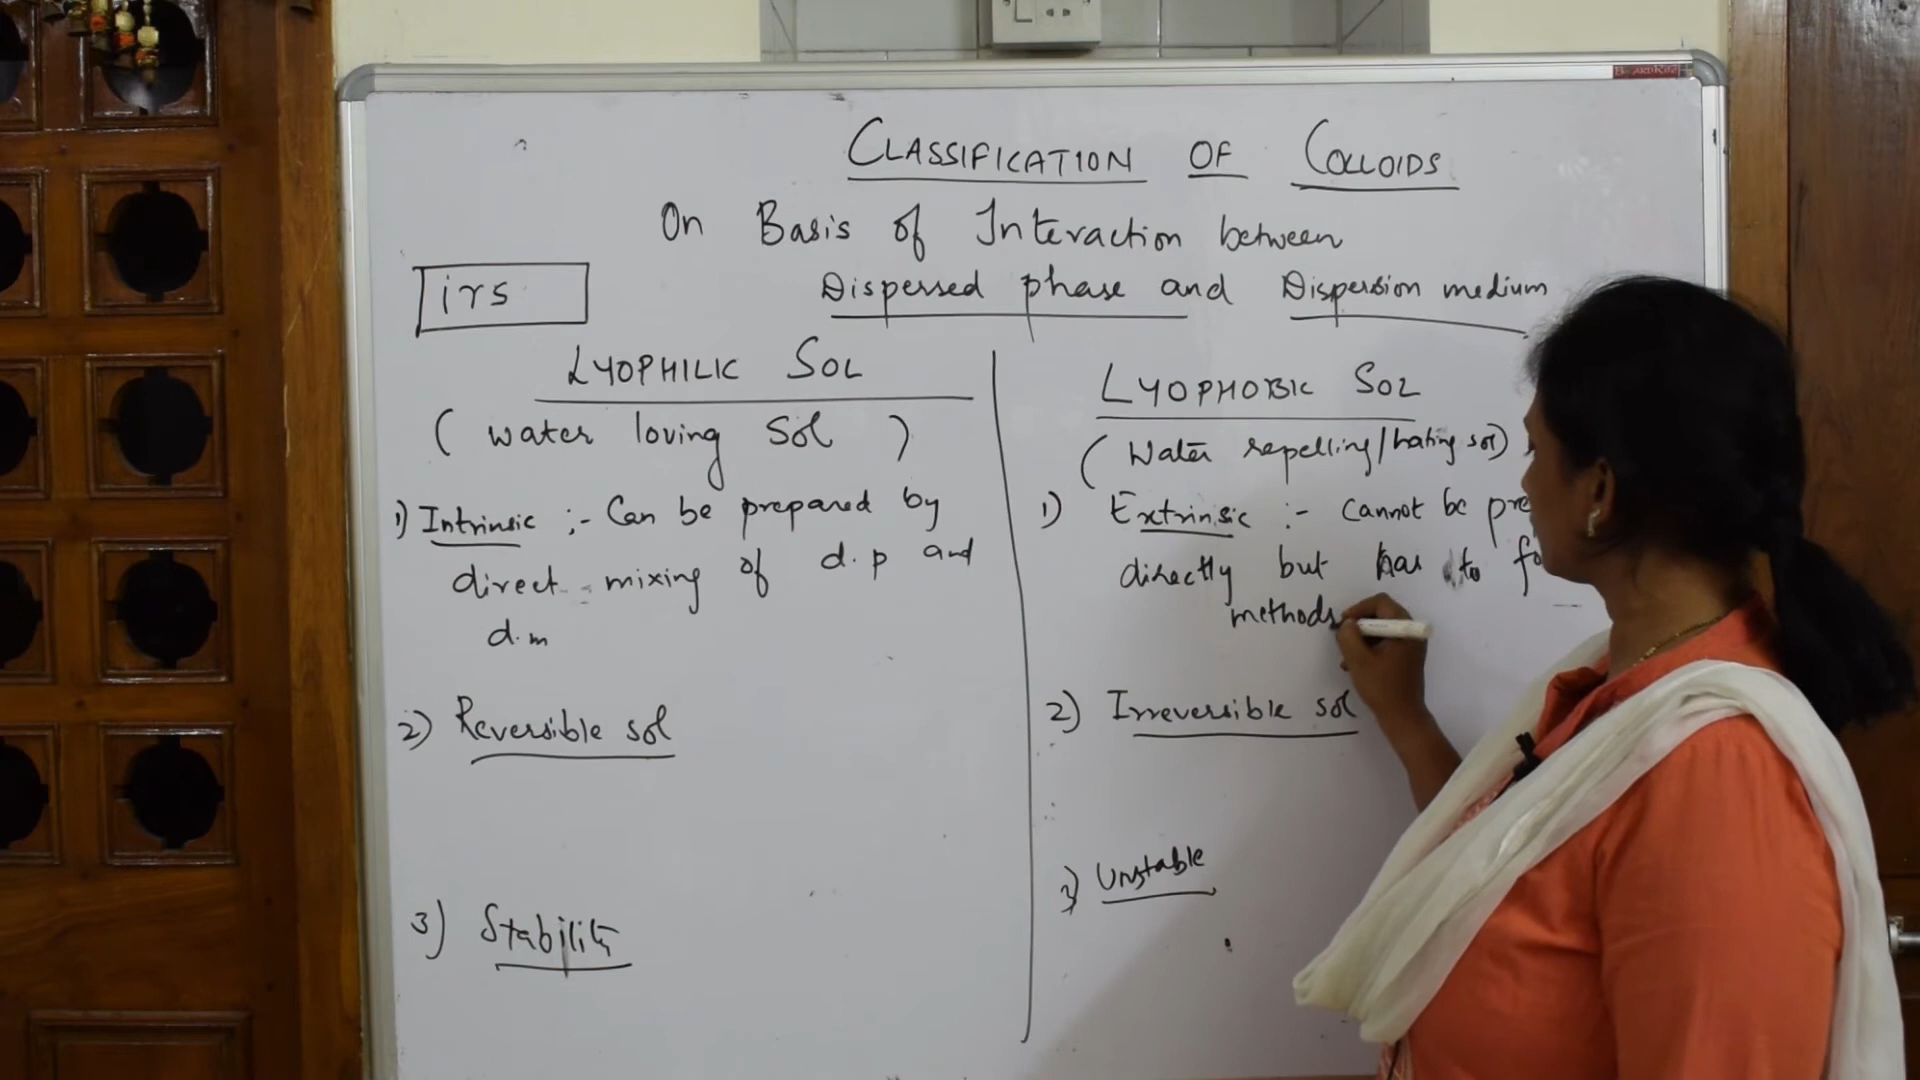 CLASSIFICATION OF COLLOIDS
On Basis of Interaction between
Dispersed phase and Dispersion medium
irs
LYOPHILIC SOL
(water loving sol)
1) Intrinsic :- Can be prepared by
direct mixing of d.p and
d.m
2) Reversible sol
3) Stability
LYOPHOBIC SOL
(Water repelling/hating sol)
1) Extrinsic :- cannot be pre
directly but has to fo
methods
2) Irreversible sol
3) Unstable